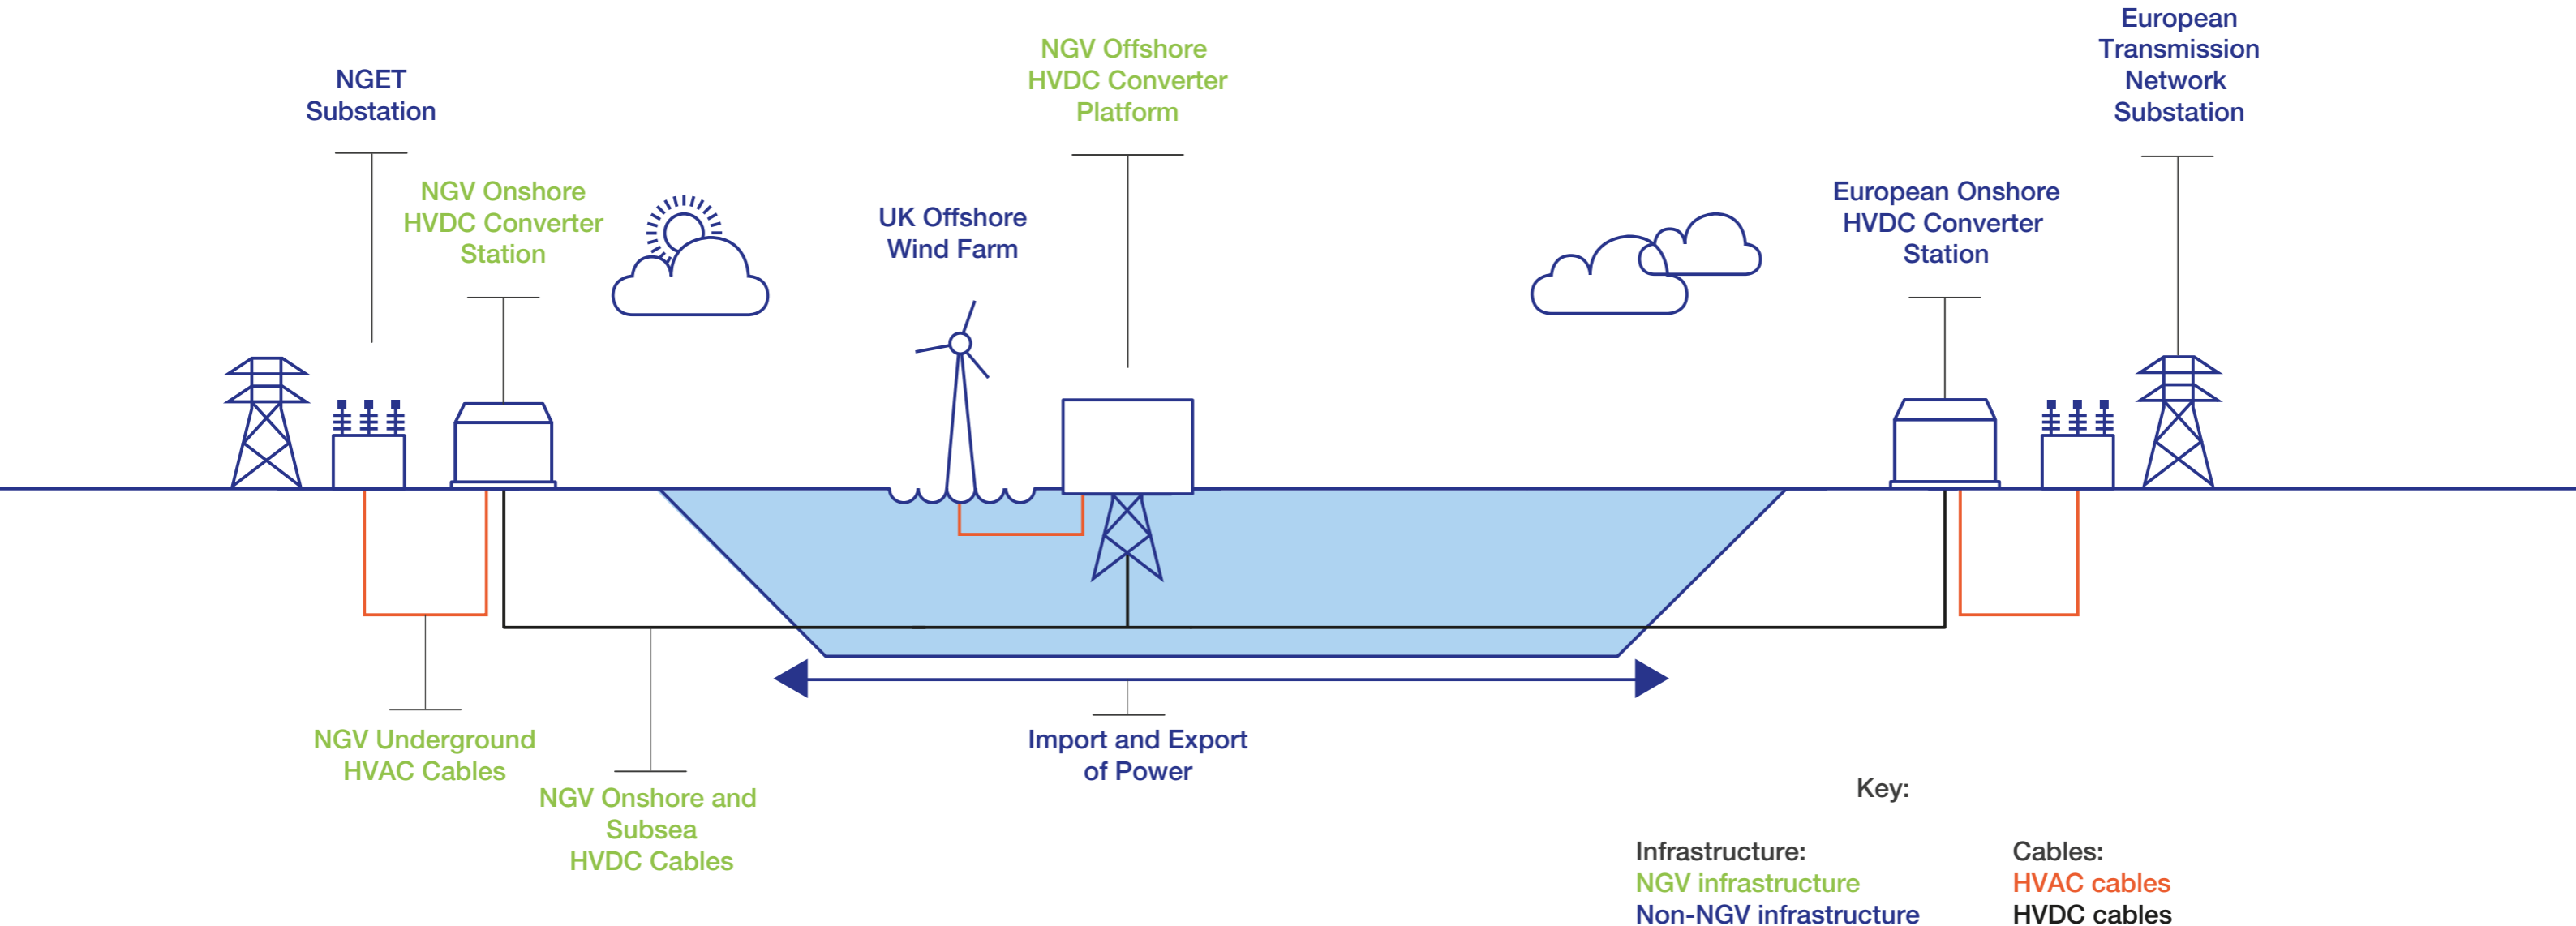 NGET
Substation
NGV Onshore
HVDC Converter
Station
UK Offshore
Wind Farm
NGV Offshore
HVDC Converter
Platform
European Onshore
HVDC Converter
Station
European
Transmission
Network
Substation
NGV Underground
HVAC Cables
NGV Onshore and
Subsea
HVDC Cables
Import and Export
of Power
Key:
Infrastructure:
NGV infrastructure
Non-NGV infrastructure
Cables:
HVAC cables
HVDC cables